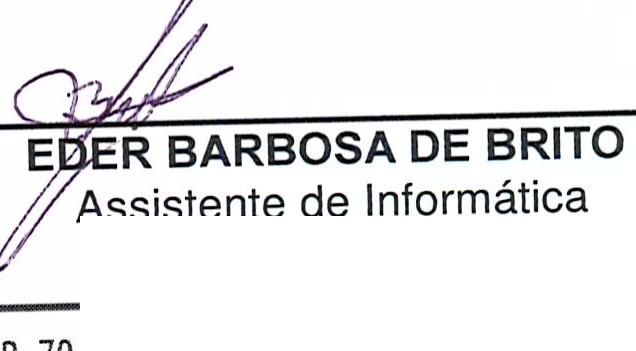 EDER BARBOSA DE BRITO
Assistente de Informática